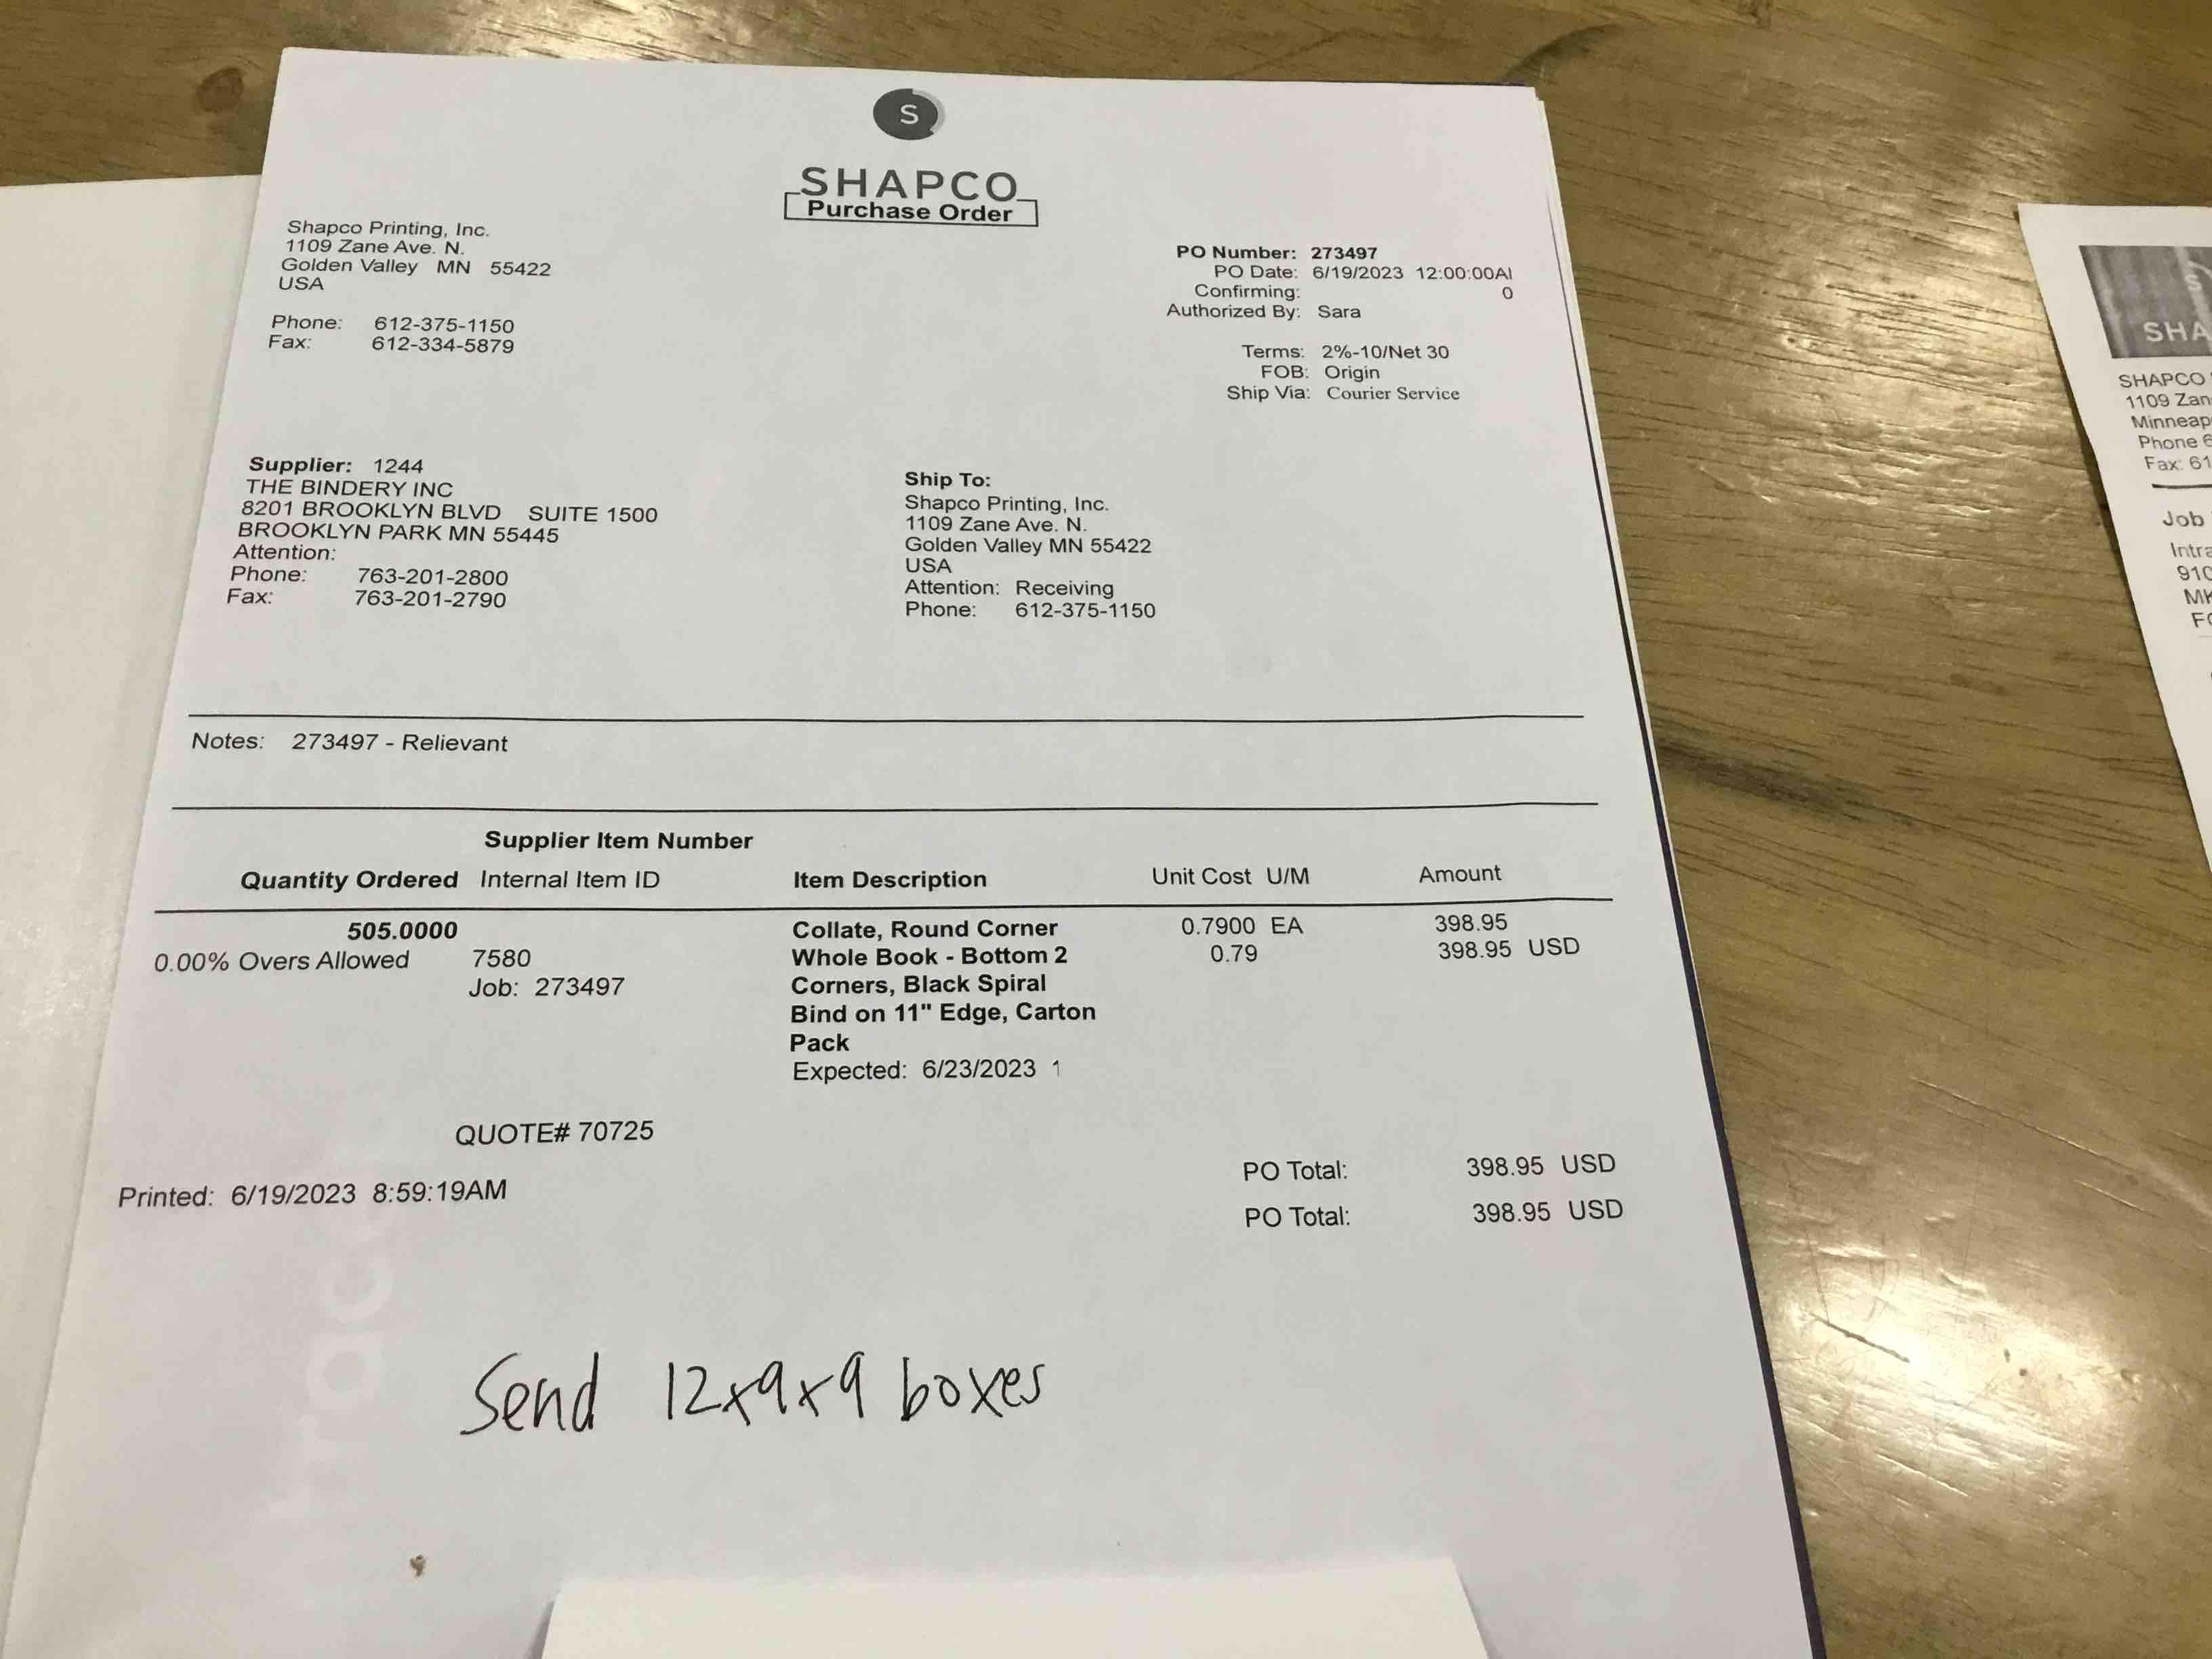 S
SHAPCO
Purchase Order
Shapco Printing, Inc.
1109 Zane Ave. N.
Golden Valley MN 55422
USA
Phone: 612-375-1150
Fax: 612-334-5879
PO Number: 273497
PO Date: 6/19/2023 12:00:00AI
Confirming: 0
Authorized By: Sara
Terms: 2%-10/Net 30
FOB: Origin
Ship Via: Courier Service
Supplier: 1244
THE BINDERY INC
8201 BROOKLYN BLVD SUITE 1500
BROOKLYN PARK MN 55445
Attention:
Phone: 763-201-2800
Fax: 763-201-2790
Ship To:
Shapco Printing, Inc.
1109 Zane Ave. N.
Golden Valley MN 55422
USA
Attention: Receiving
Phone: 612-375-1150
Notes: 273497 - Relievant
Supplier Item Number
Quantity Ordered Internal Item ID Item Description Unit Cost U/M Amount
505.0000 Collate, Round Corner 0.7900 EA 398.95
0.00% Overs Allowed 7580 Whole Book - Bottom 2 0.79 398.95 USD
Job: 273497 Corners, Black Spiral
Bind on 11" Edge, Carton
Pack
Expected: 6/23/2023 1
QUOTE# 70725
PO Total: 398.95 USD
Printed: 6/19/2023 8:59:19AM
PO Total: 398.95 USD
Send 12x9x9 boxes
SHA
SHAPCO
1109 Zan
Minneap
Phone 6
Fax: 61
Job
Intra
910
MK